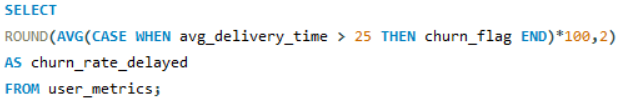 SELECT
ROUND(AVG(CASE WHEN avg_delivery_time > 25 THEN churn_flag END)*100,2)
AS churn_rate_delayed
FROM user_metrics;